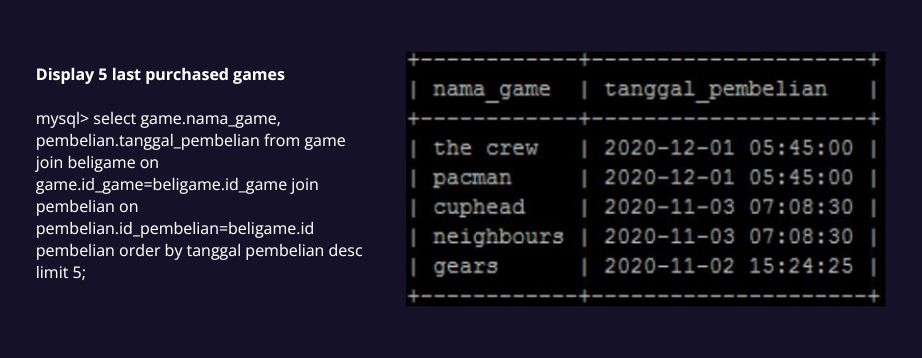 Display 5 last purchased games
mysql> select game.nama_game,
pembelian.tanggal_pembelian from game
join beligame on
game.id_game=beligame.id_game join
pembelian on
pembelian.id_pembelian=beligame.id
pembelian order by tanggal pembelian desc
limit 5;
+------------+---------------------+
| nama_game | tanggal_pembelian |
+------------+---------------------+
| the crew | 2020-12-01 05:45:00 |
| pacman | 2020-12-01 05:45:00 |
| cuphead | 2020-11-03 07:08:30 |
| neighbours | 2020-11-03 07:08:30 |
| gears | 2020-11-02 15:24:25 |
+------------+---------------------+